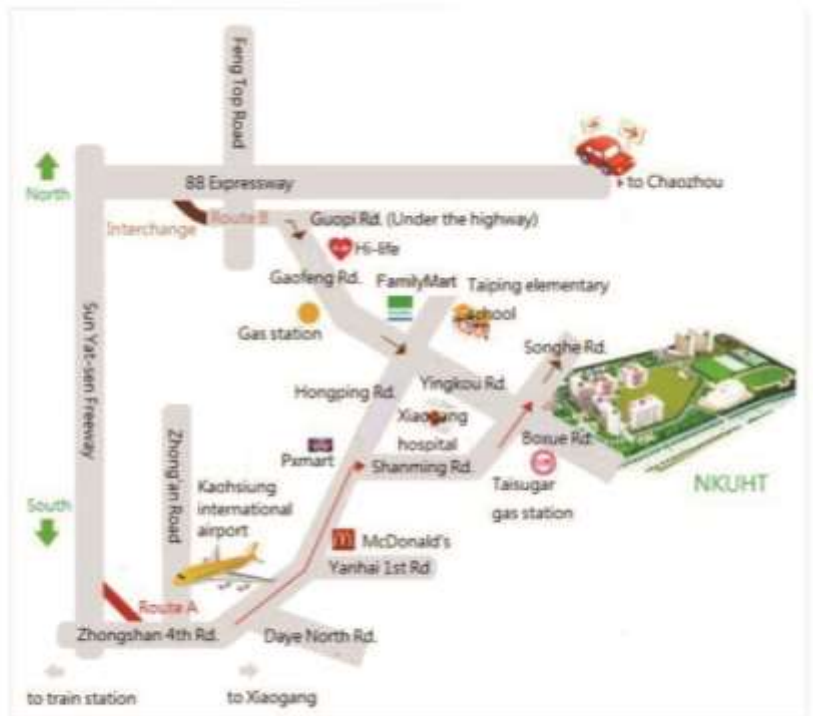 Feng Top Road
88 Expressway
to Chaozhou
North
Interchange
Route B
Guopi Rd. (Under the highway)
Hi-life
Gaofeng Rd.
FamilyMart
Taiping elementary
school
Gas station
Songhe Rd.
Sun Yat-sen Freeway
Hongping Rd.
Yingkou Rd.
Xiaogang
hospital
Boxue Rd.
Pxmart
Shanming Rd.
Zhong'an Road
Kaohsiung
international
airport
Taisugar
gas station
NKUHT
South
McDonald's
Yanhai 1st Rd
Route A
Zhongshan 4th Rd.
Daye North Rd.
to train station
to Xiaogang